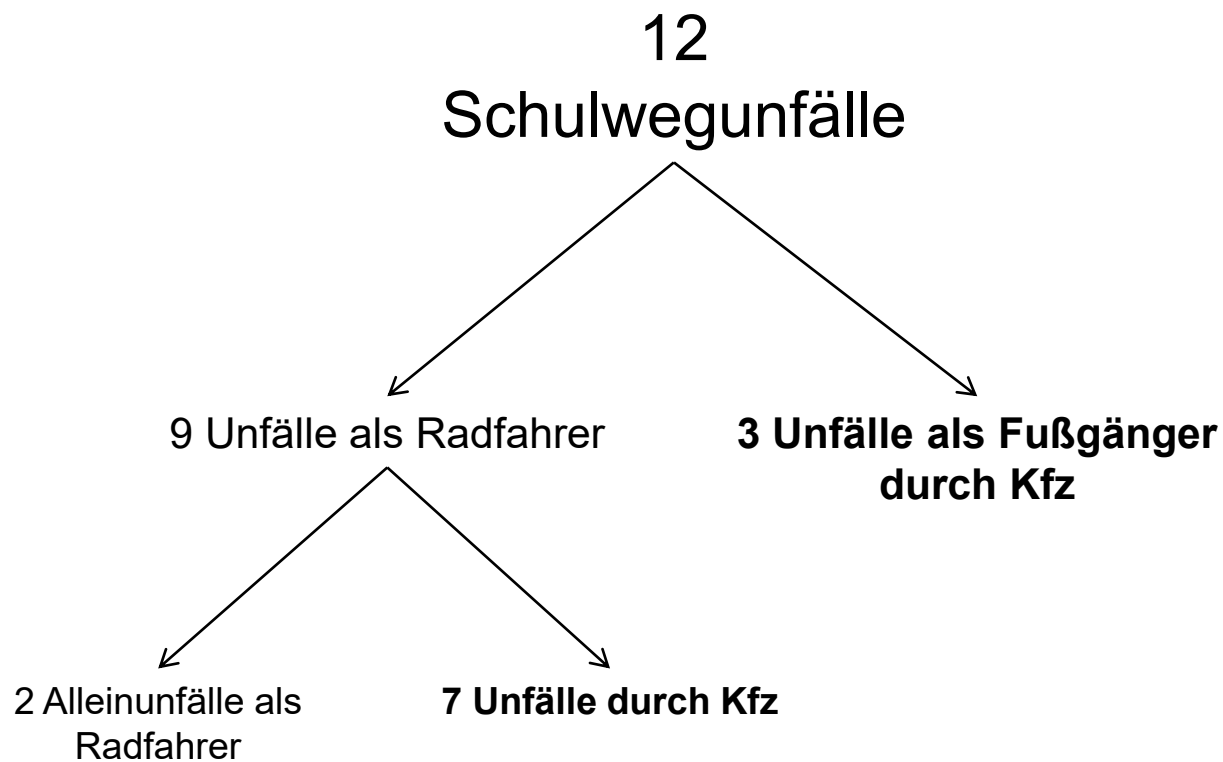 12
Schulwegunfälle
9 Unfälle als Radfahrer
3 Unfälle als Fußgänger
durch Kfz
2 Alleinunfälle als
Radfahrer
7 Unfälle durch Kfz